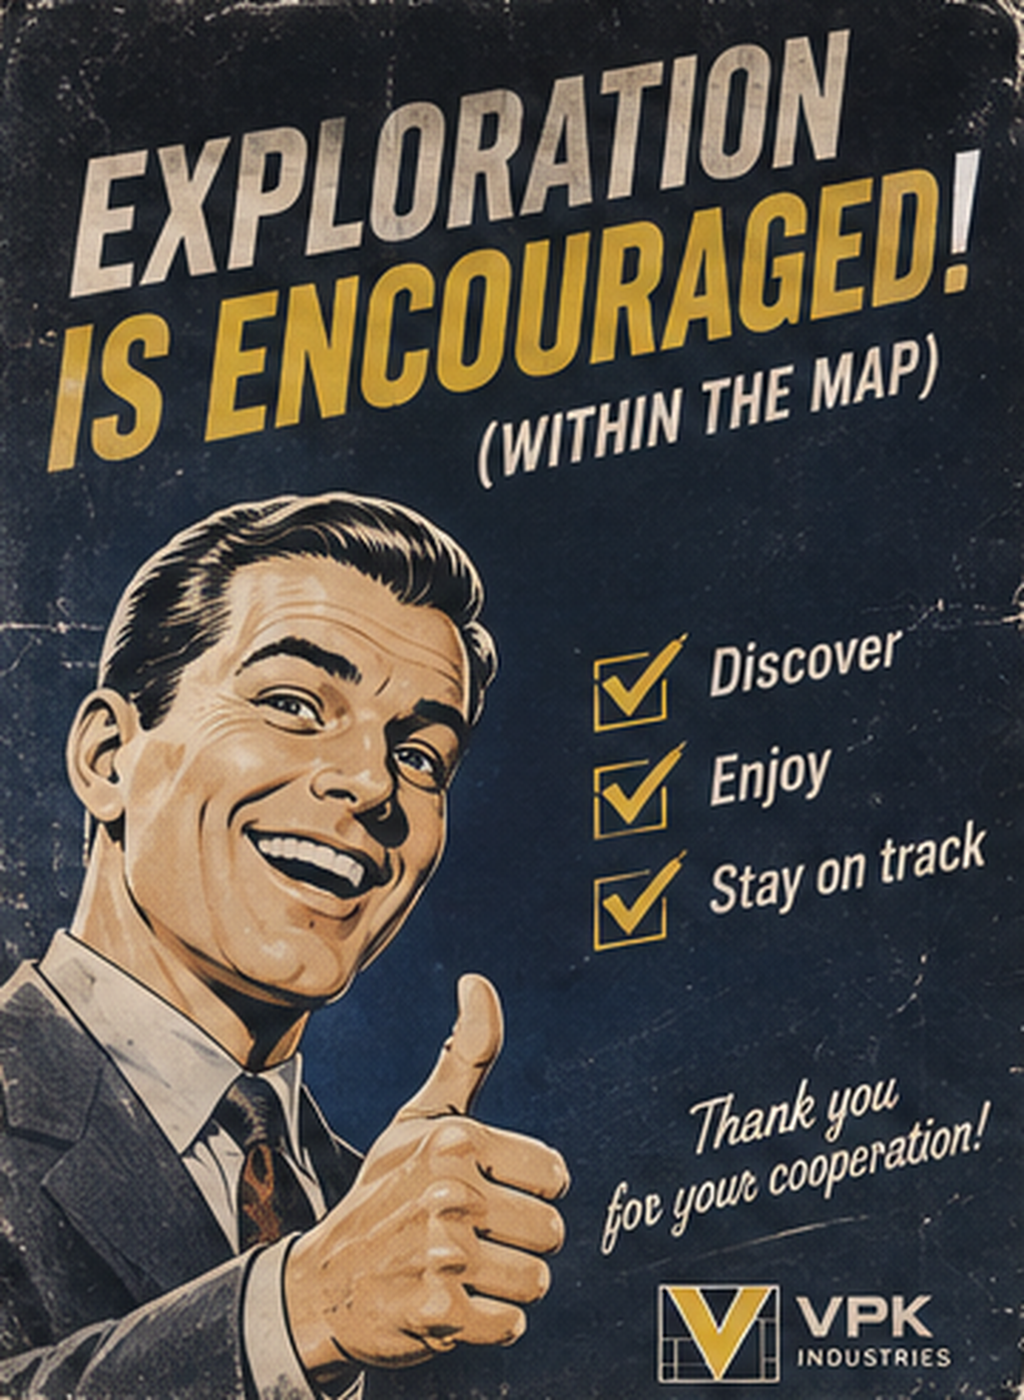 EXPLORATION
IS ENCOURAGED!
(WITHIN THE MAP)
Discover
Enjoy
Stay on track
Thank you
for your cooperation!
V
VPK
INDUSTRIES